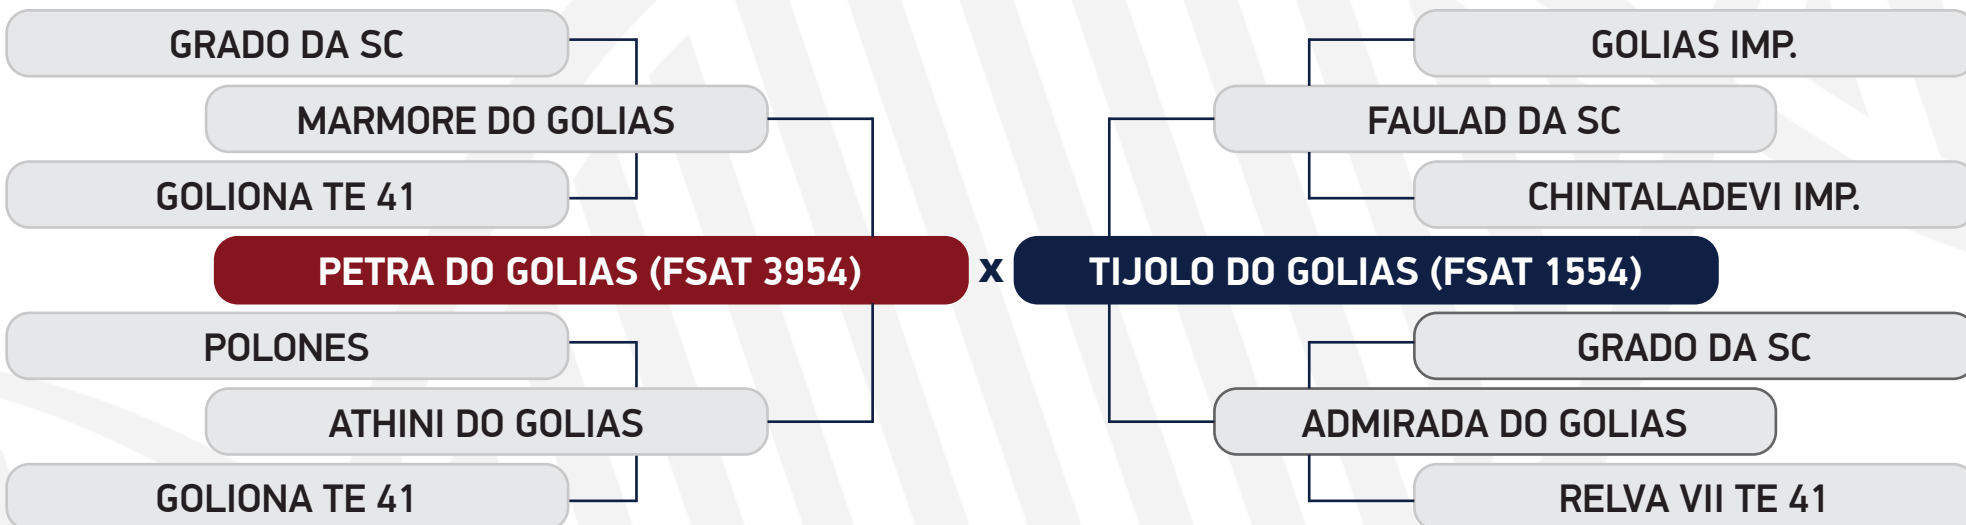 GRADO DA SC
GOLIAS IMP.
MARMORE DO GOLIAS
FAULAD DA SC
GOLIONA TE 41
CHINTALADEVI IMP.
PETRA DO GOLIAS (FSAT 3954) x TIJOLO DO GOLIAS (FSAT 1554)
POLONES
GRADO DA SC
ATHINI DO GOLIAS
ADMIRADA DO GOLIAS
GOLIONA TE 41
RELVA VII TE 41